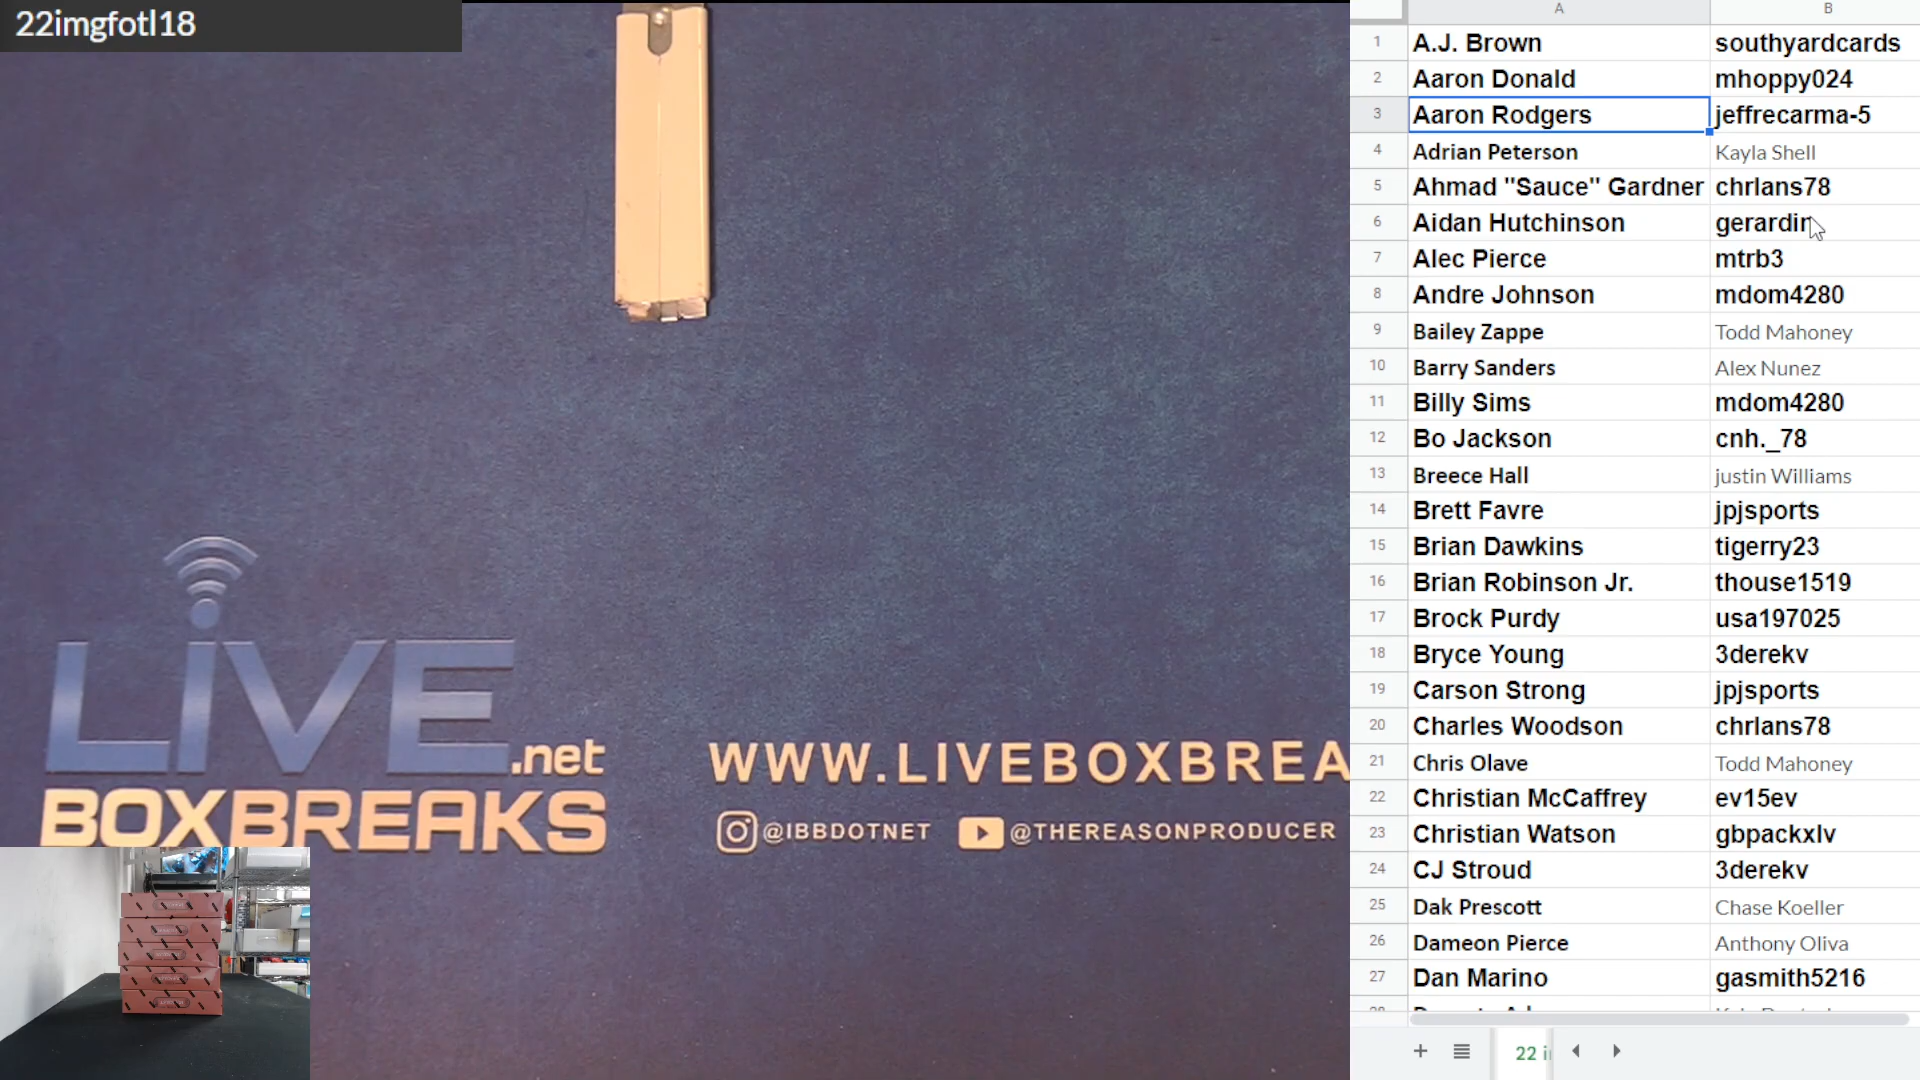 22imgfotl18
A B
1 A.J. Brown southyardcards
2 Aaron Donald mhoppy024
3 Aaron Rodgers jeffrecarma-5
4 Adrian Peterson Kayla Shell
5 Ahmad "Sauce" Gardner chrlans78
6 Aidan Hutchinson gerardin
7 Alec Pierce mtrb3
8 Andre Johnson mdom4280
9 Bailey Zappe Todd Mahoney
10 Barry Sanders Alex Nunez
11 Billy Sims mdom4280
12 Bo Jackson cnh._78
13 Breece Hall justin Williams
14 Brett Favre jpjsports
15 Brian Dawkins tigerry23
16 Brian Robinson Jr. thouse1519
17 Brock Purdy usa197025
18 Bryce Young 3derekv
19 Carson Strong jpjsports
20 Charles Woodson chrlans78
21 Chris Olave Todd Mahoney
22 Christian McCaffrey ev15ev
23 Christian Watson gbpackxlv
24 CJ Stroud 3derekv
25 Dak Prescott Chase Koeller
26 Dameon Pierce Anthony Oliva
27 Dan Marino gasmith5216
22 i
LiVE.net
BOXBREAKS
WWW.LIVEBOXBREA
@IBBDOTNET @THEREASONPRODUCER